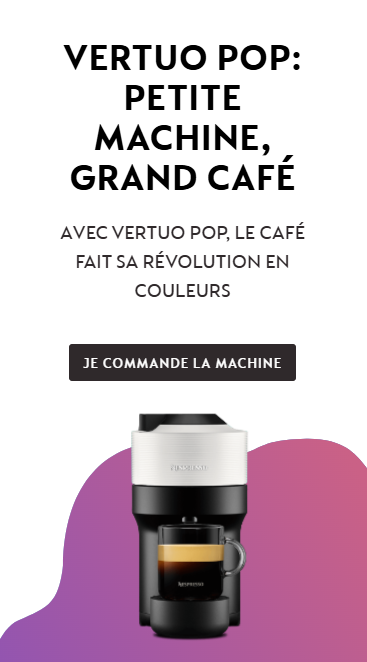 VERTUO POP:
PETITE
MACHINE,
GRAND CAFÉ
AVEC VERTUO POP, LE CAFÉ
FAIT SA RÉVOLUTION EN
COULEURS
JE COMMANDE LA MACHINE
NESPRESSO
NESPRESSO